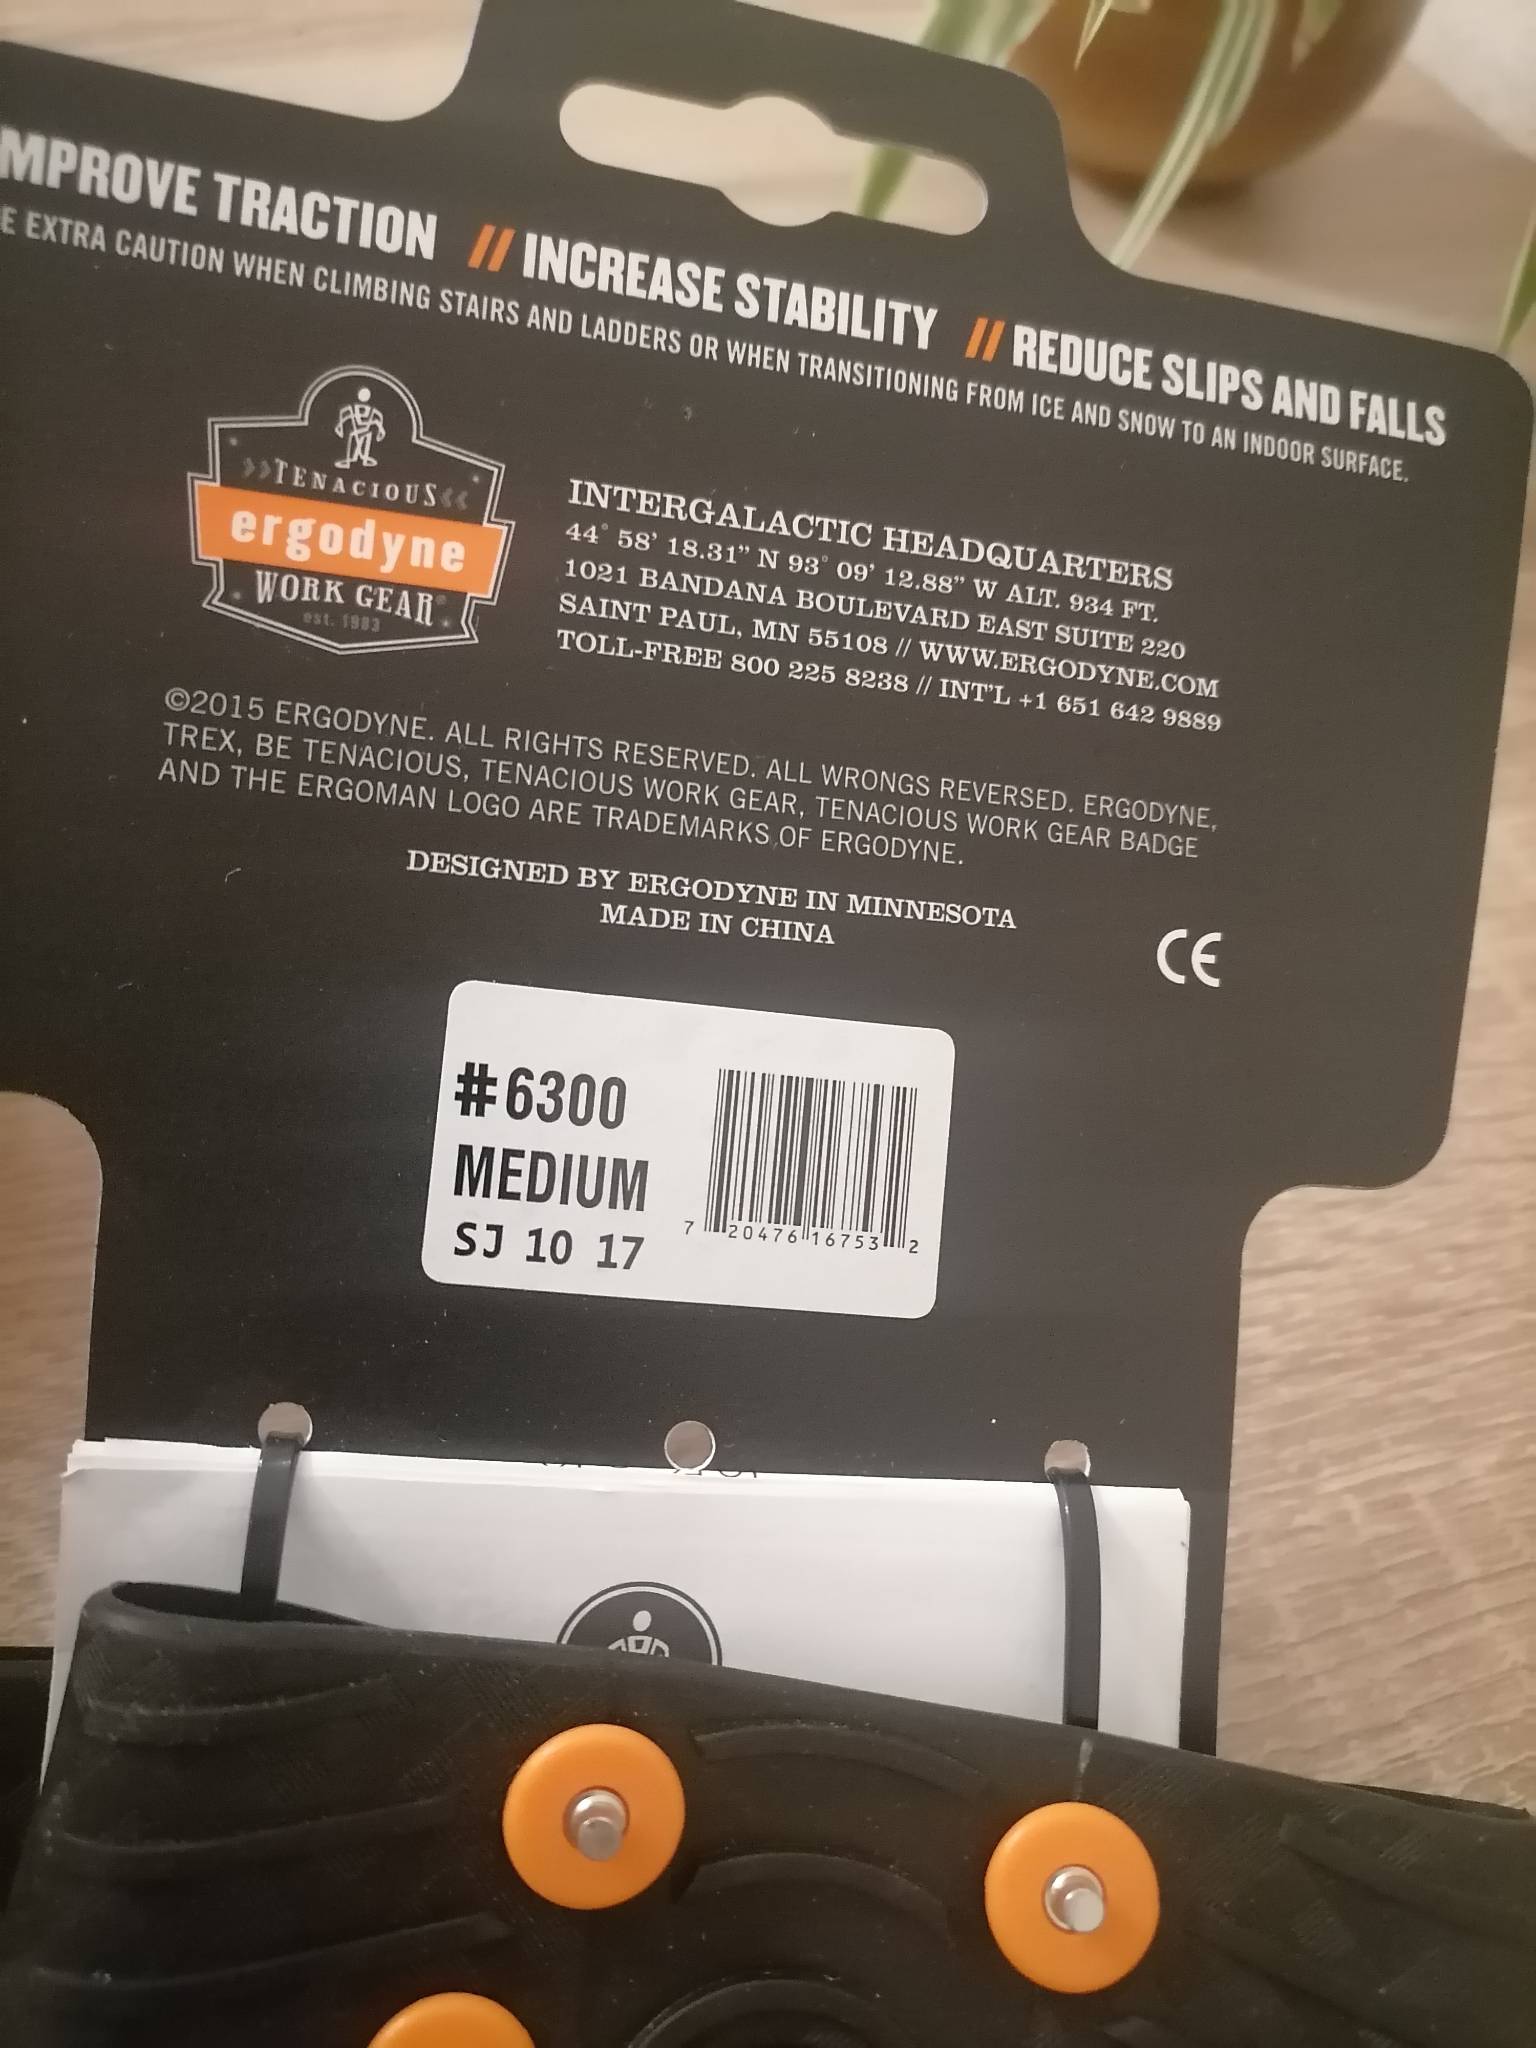 MPROVE TRACTION // INCREASE STABILITY // REDUCE SLIPS AND FALLS
E EXTRA CAUTION WHEN CLIMBING STAIRS AND LADDERS OR WHEN TRANSITIONING FROM ICE AND SNOW TO AN INDOOR SURFACE.
>>TENACIOUS<<
ergodyne
WORK GEAR®
est. 1983
INTERGALACTIC HEADQUARTERS
44° 58' 18.31" N 93° 09' 12.88" W ALT. 934 FT.
1021 BANDANA BOULEVARD EAST SUITE 220
SAINT PAUL, MN 55108 // WWW.ERGODYNE.COM
TOLL-FREE 800 225 8238 // INT'L +1 651 642 9889
©2015 ERGODYNE. ALL RIGHTS RESERVED. ALL WRONGS REVERSED. ERGODYNE,
TREX, BE TENACIOUS, TENACIOUS WORK GEAR, TENACIOUS WORK GEAR BADGE
AND THE ERGOMAN LOGO ARE TRADEMARKS OF ERGODYNE.
DESIGNED BY ERGODYNE IN MINNESOTA
MADE IN CHINA
CE
#6300
MEDIUM
SJ 10 17
7 20476 16753 2